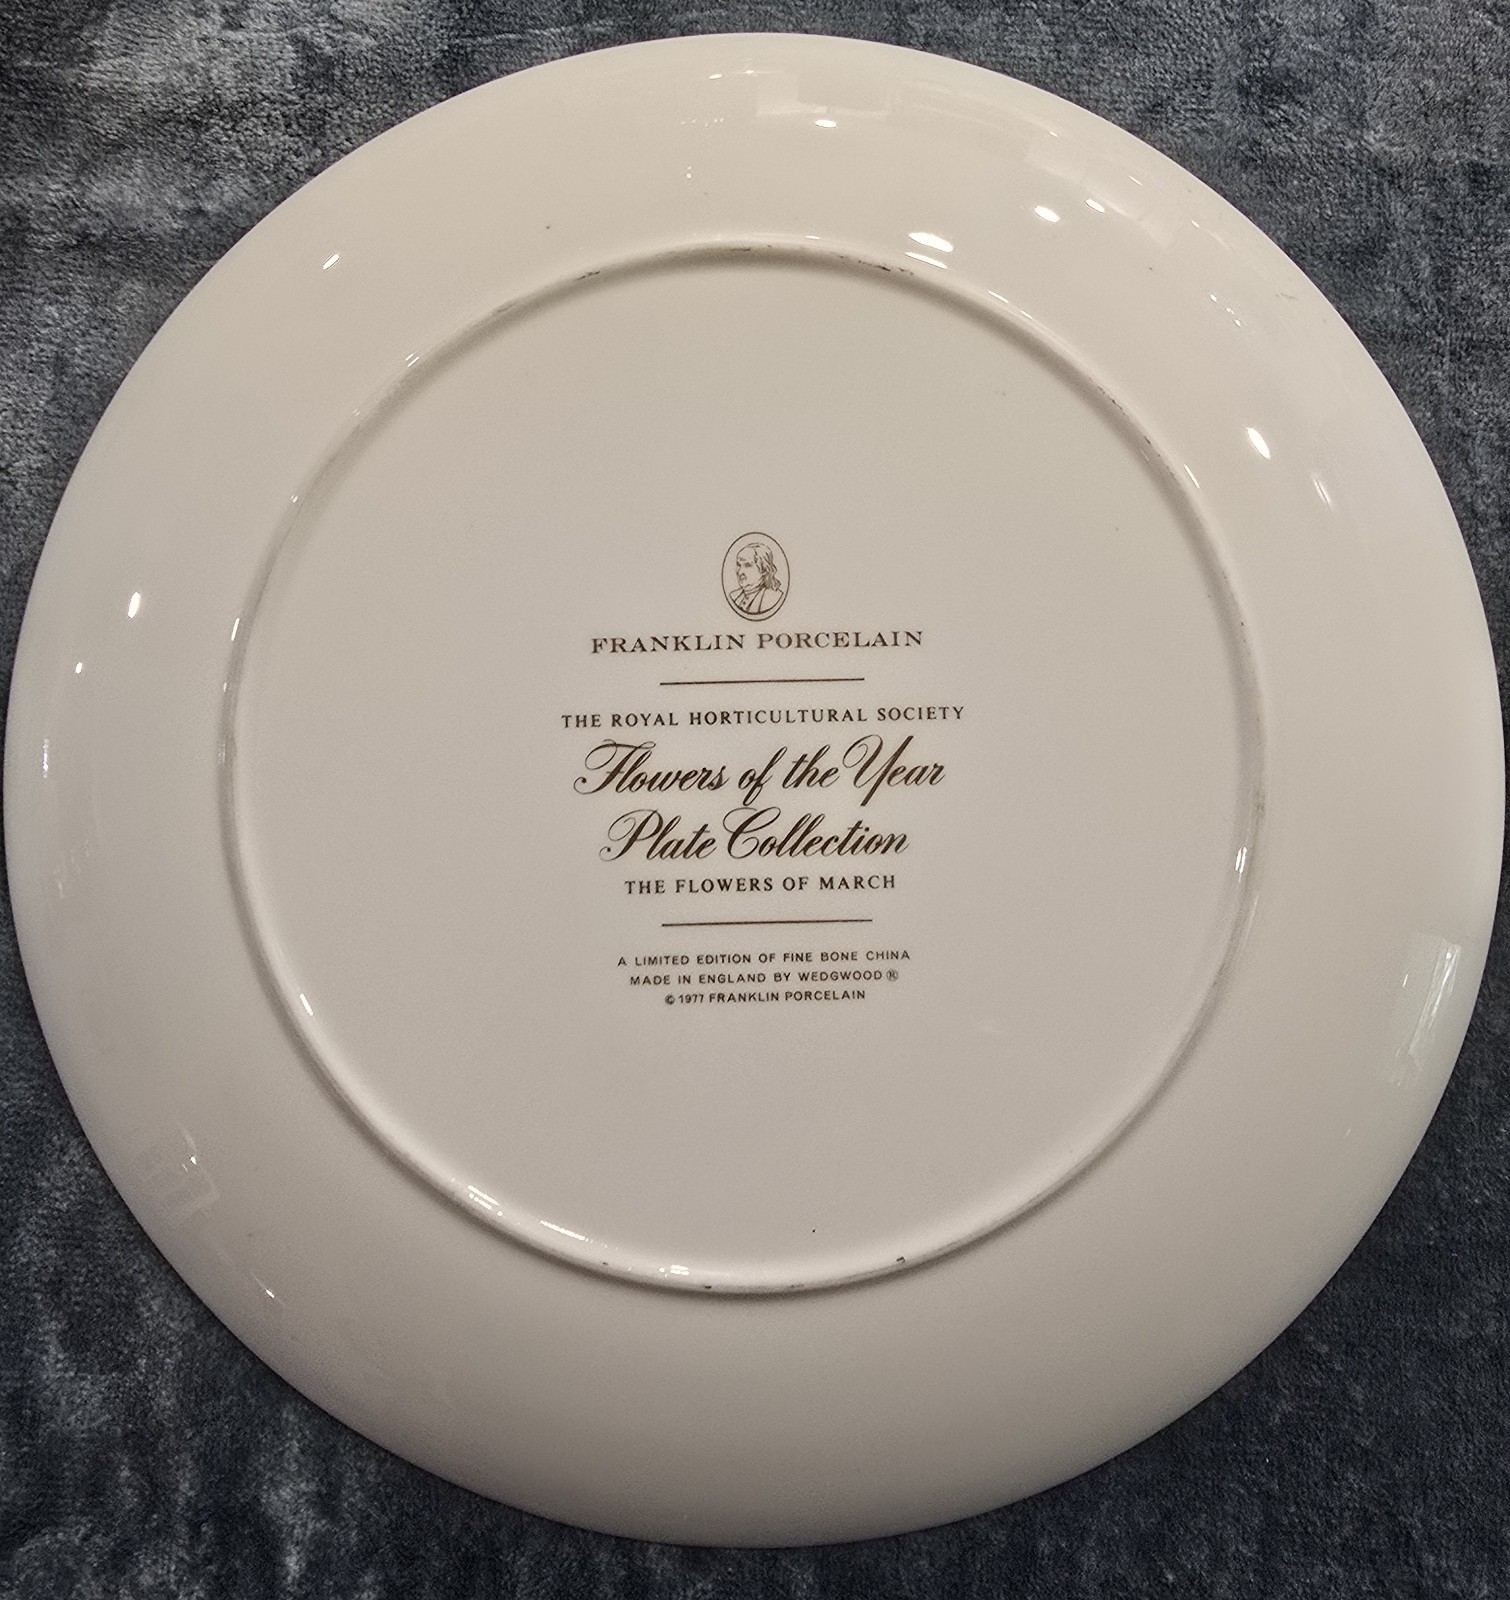 FRANKLIN PORCELAIN
THE ROYAL HORTICULTURAL SOCIETY
Flowers of the Year
Plate Collection
THE FLOWERS OF MARCH
A LIMITED EDITION OF FINE BONE CHINA
MADE IN ENGLAND BY WEDGWOOD ®
© 1977 FRANKLIN PORCELAIN